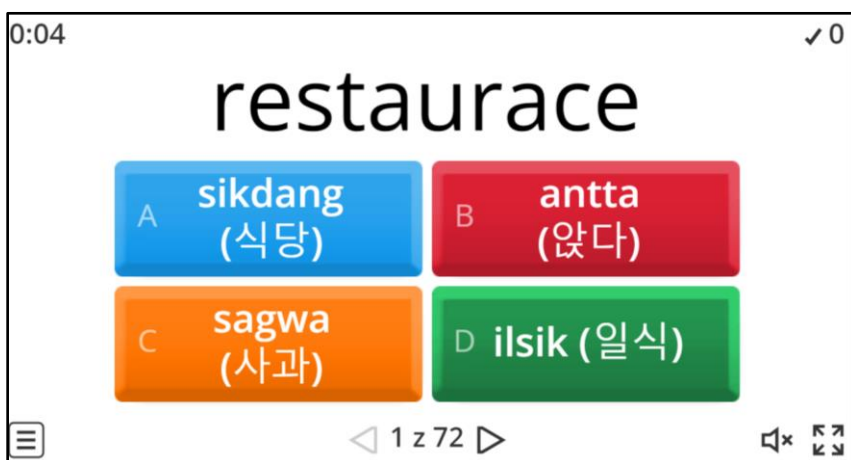 0:04
✓ 0
restaurace
A
sikdang
(식당)
B
antta
(앉다)
C
sagwa
(사과)
D ilsik (일식)
1 z 72